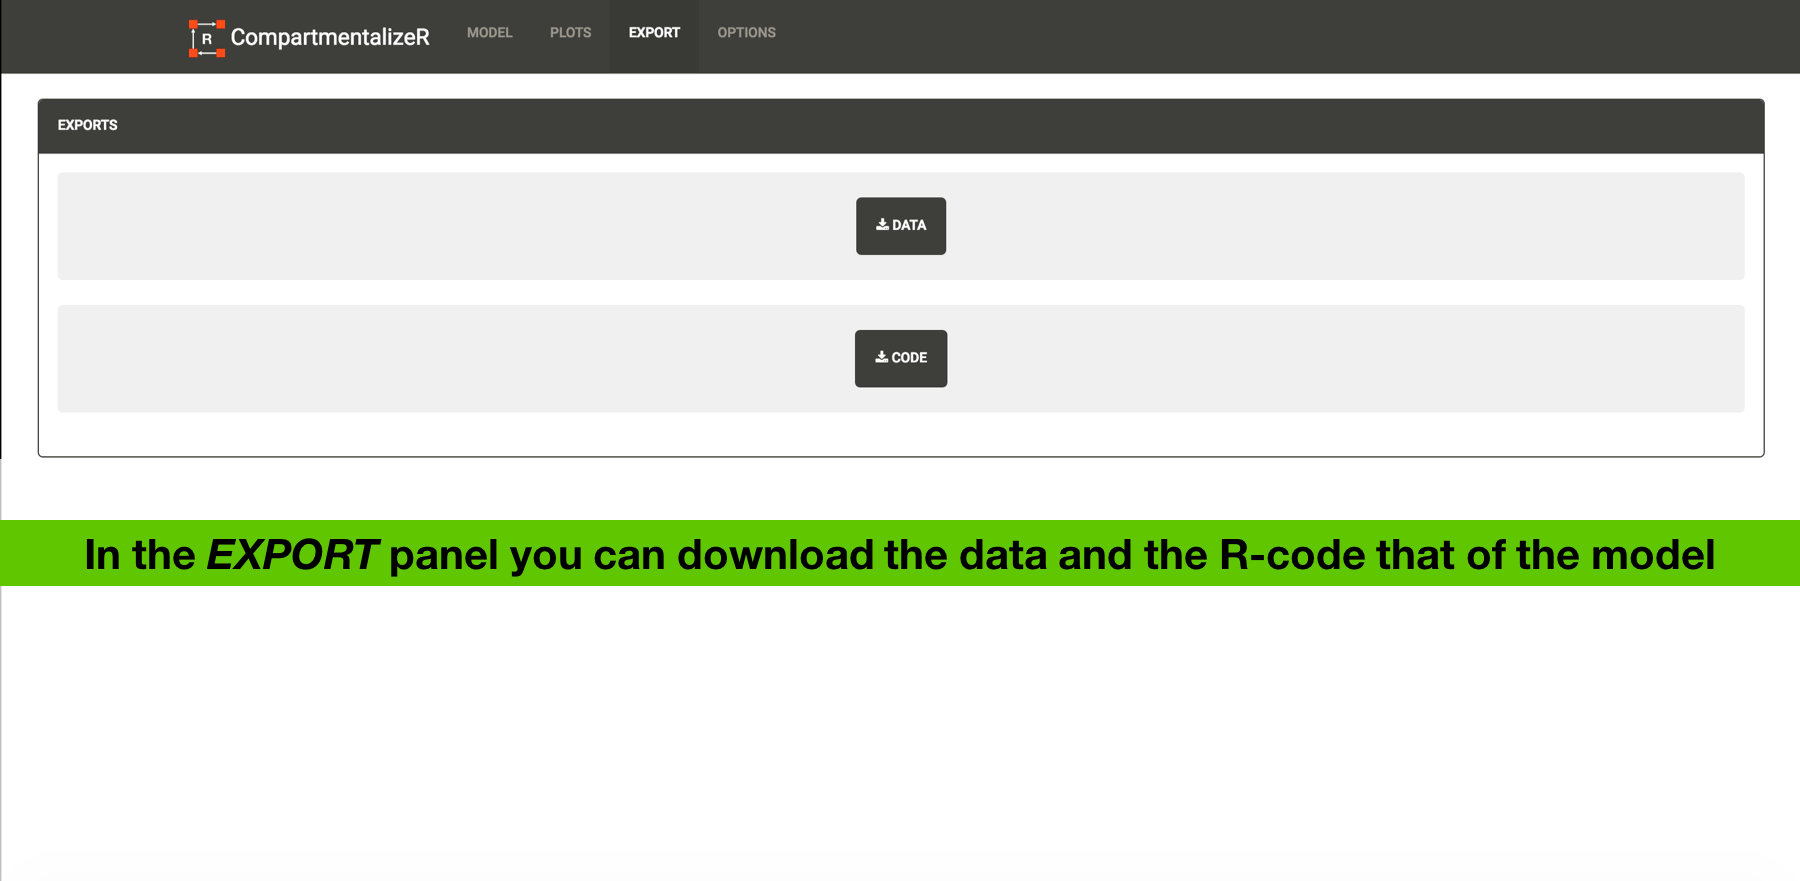 R CompartmentalizeR MODEL PLOTS EXPORT OPTIONS
EXPORTS
DATA
CODE
In the EXPORT panel you can download the data and the R-code that of the model